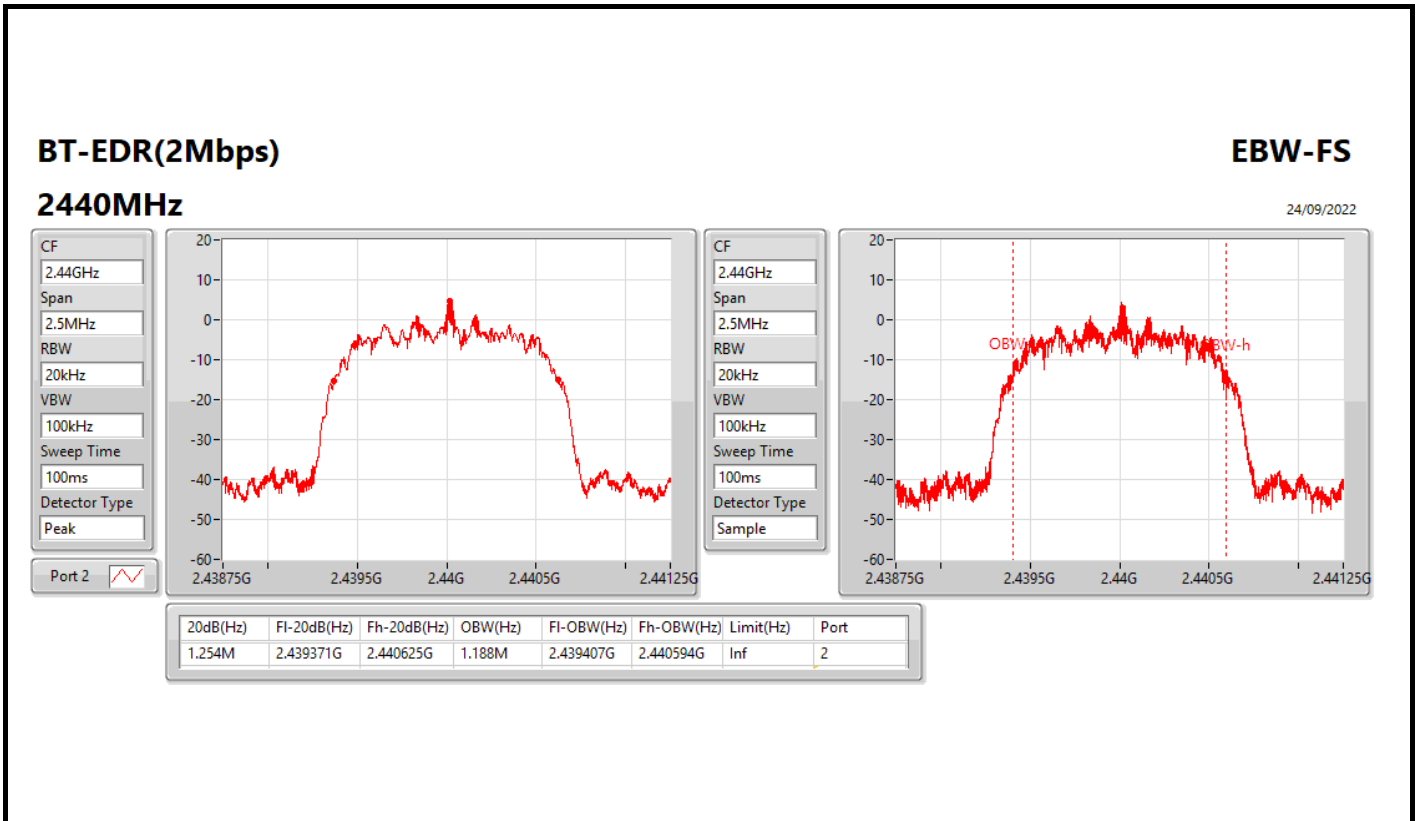 BT-EDR(2Mbps)
EBW-FS
2440MHz
24/09/2022
CF
2.44GHz
Span
2.5MHz
RBW
20kHz
VBW
100kHz
Sweep Time
100ms
Detector Type
Peak
Port 2
20
10
0
-10
-20
-30
-40
-50
-60
2.43875G 2.4395G 2.44G 2.4405G 2.44125G
CF
2.44GHz
Span
2.5MHz
RBW
20kHz
VBW
100kHz
Sweep Time
100ms
Detector Type
Sample
20
10
0
-10
-20
-30
-40
-50
-60
OBW
BW-h
2.43875G 2.4395G 2.44G 2.4405G 2.44125G
20dB(Hz) Fl-20dB(Hz) Fh-20dB(Hz) OBW(Hz) Fl-OBW(Hz) Fh-OBW(Hz) Limit(Hz) Port
1.254M 2.439371G 2.440625G 1.188M 2.439407G 2.440594G Inf 2